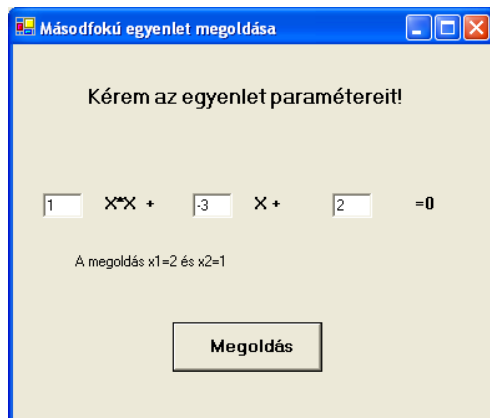 Másodfokú egyenlet megoldása
Kérem az egyenlet paramétereit!
1 X*X + -3 X + 2 =0
A megoldás x1=2 és x2=1
Megoldás